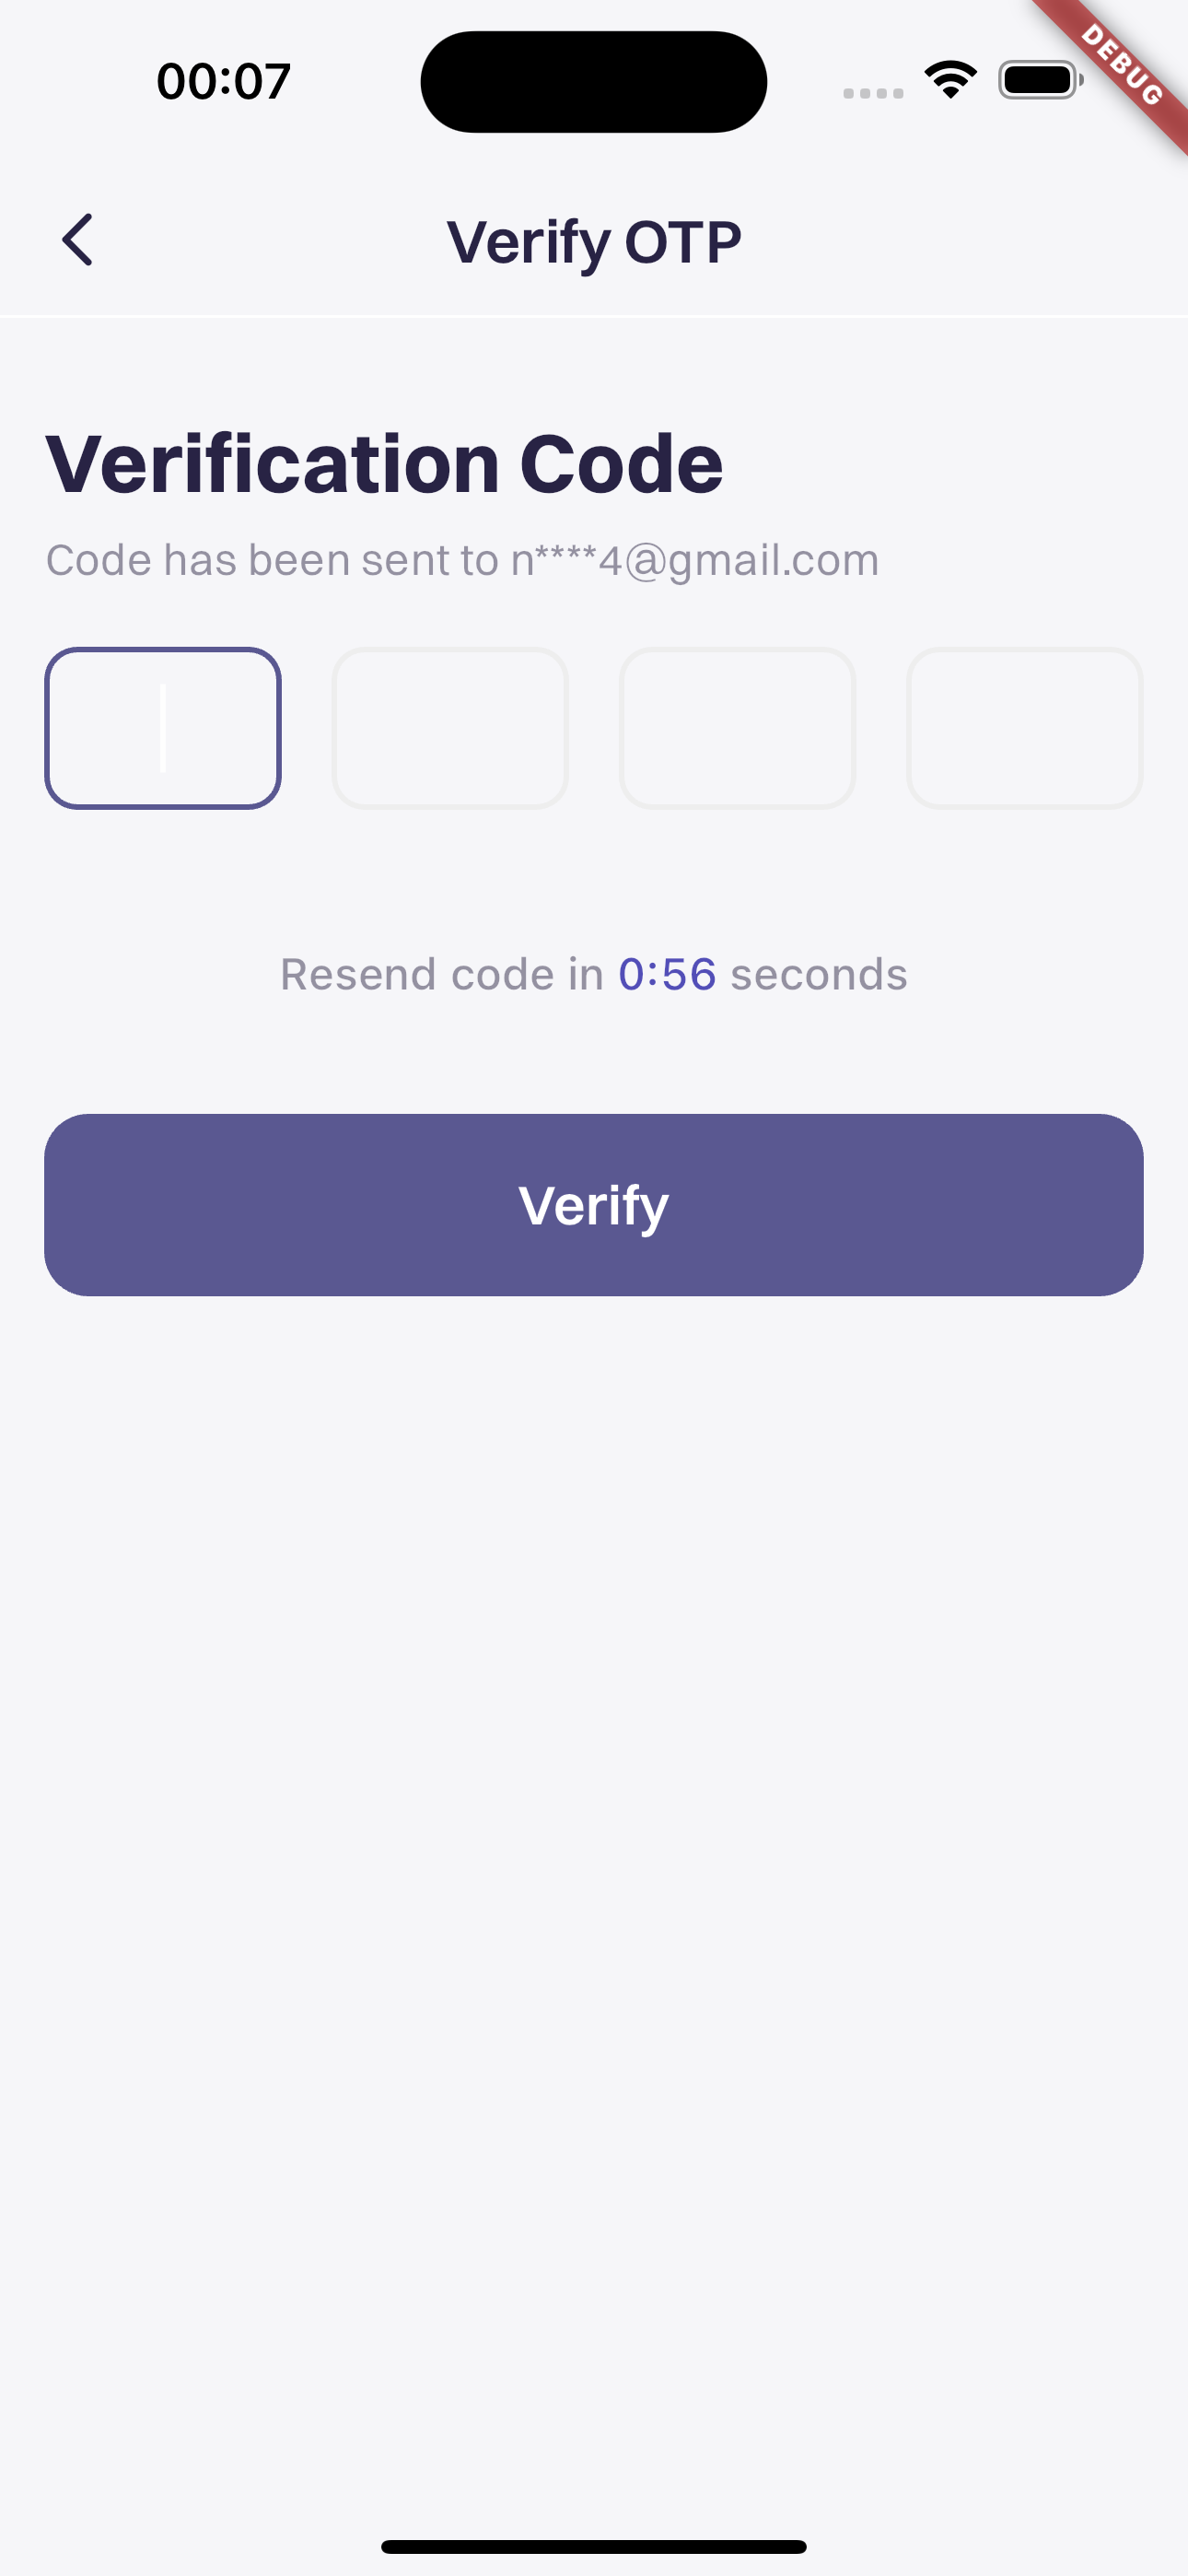 00:07
DEBUG
Verify OTP
Verification Code
Code has been sent to n****4@gmail.com
Resend code in 0:56 seconds
Verify